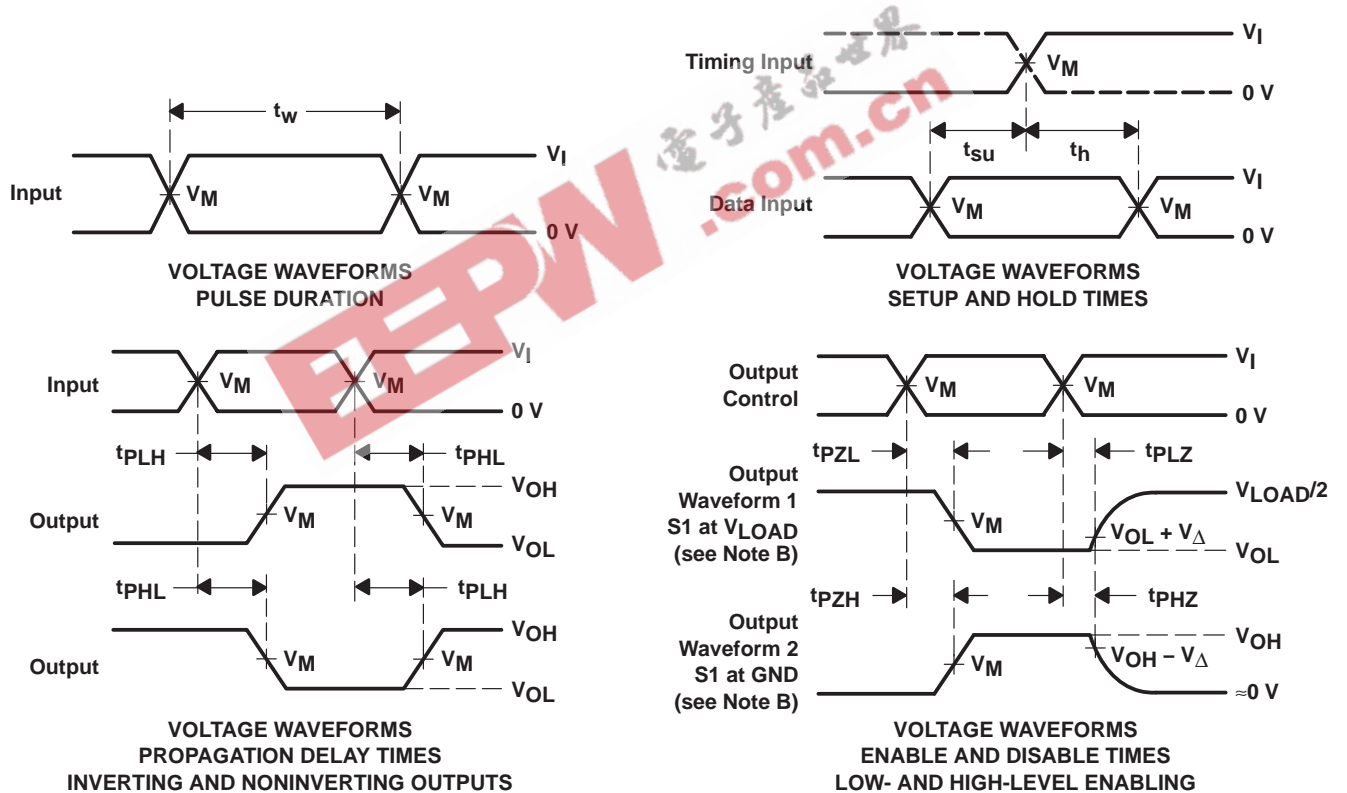 tw
Input
VM
VM
VI
0 V
VOLTAGE WAVEFORMS
PULSE DURATION
Timing Input
VM
VI
0 V
tsu
th
Data Input
VM
VM
VI
0 V
VOLTAGE WAVEFORMS
SETUP AND HOLD TIMES
Input
VM
VM
VI
0 V
tPLH
tPHL
Output
VM
VM
VOH
VOL
tPHL
tPLH
Output
VM
VM
VOH
VOL
VOLTAGE WAVEFORMS
PROPAGATION DELAY TIMES
INVERTING AND NONINVERTING OUTPUTS
Output
Control
VM
VM
VI
0 V
tPZL
tPLZ
Output
Waveform 1
S1 at VLOAD
(see Note B)
VM
VOL + VΔ
VLOAD/2
VOL
tPZH
tPHZ
Output
Waveform 2
S1 at GND
(see Note B)
VM
VOH − VΔ
VOH
≈0 V
VOLTAGE WAVEFORMS
ENABLE AND DISABLE TIMES
LOW- AND HIGH-LEVEL ENABLING
EEPW
.com.cn
電子產品世界